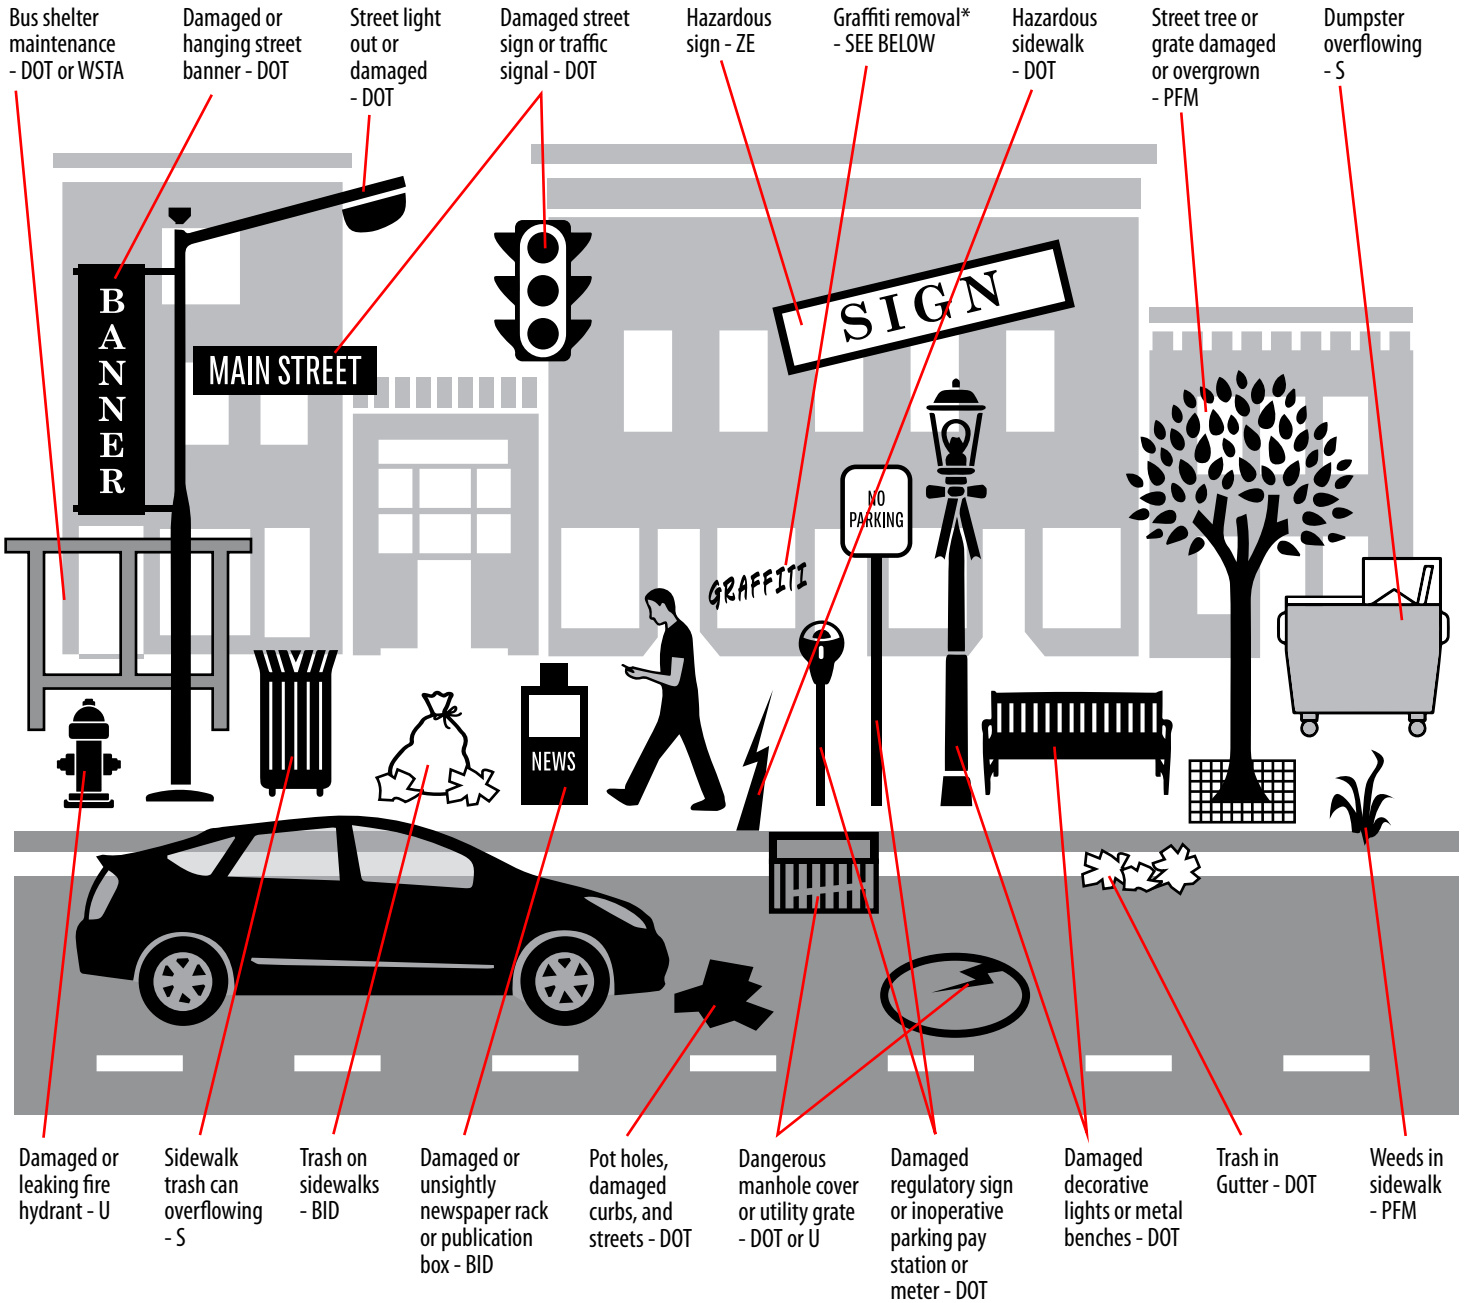 Bus shelter
maintenance
- DOT or WSTA
Damaged or
hanging street
banner - DOT
Street light
out or
damaged
- DOT
Damaged street
sign or traffic
signal - DOT
Hazardous
sign - ZE
Graffiti removal*
- SEE BELOW
Hazardous
sidewalk
- DOT
Street tree or
grate damaged
or overgrown
- PFM
Dumpster
overflowing
- S
BANNER
MAIN STREET
SIGN
NO
PARKING
GRAFFITI
NEWS
Damaged or
leaking fire
hydrant - U
Sidewalk
trash can
overflowing
- S
Trash on
sidewalks
- BID
Damaged or
unsightly
newspaper rack
or publication
box - BID
Pot holes,
damaged
curbs, and
streets - DOT
Dangerous
manhole cover
or utility grate
- DOT or U
Damaged
regulatory sign
or inoperative
parking pay
station or
meter - DOT
Damaged
decorative
lights or metal
benches - DOT
Trash in
Gutter - DOT
Weeds in
sidewalk
- PFM